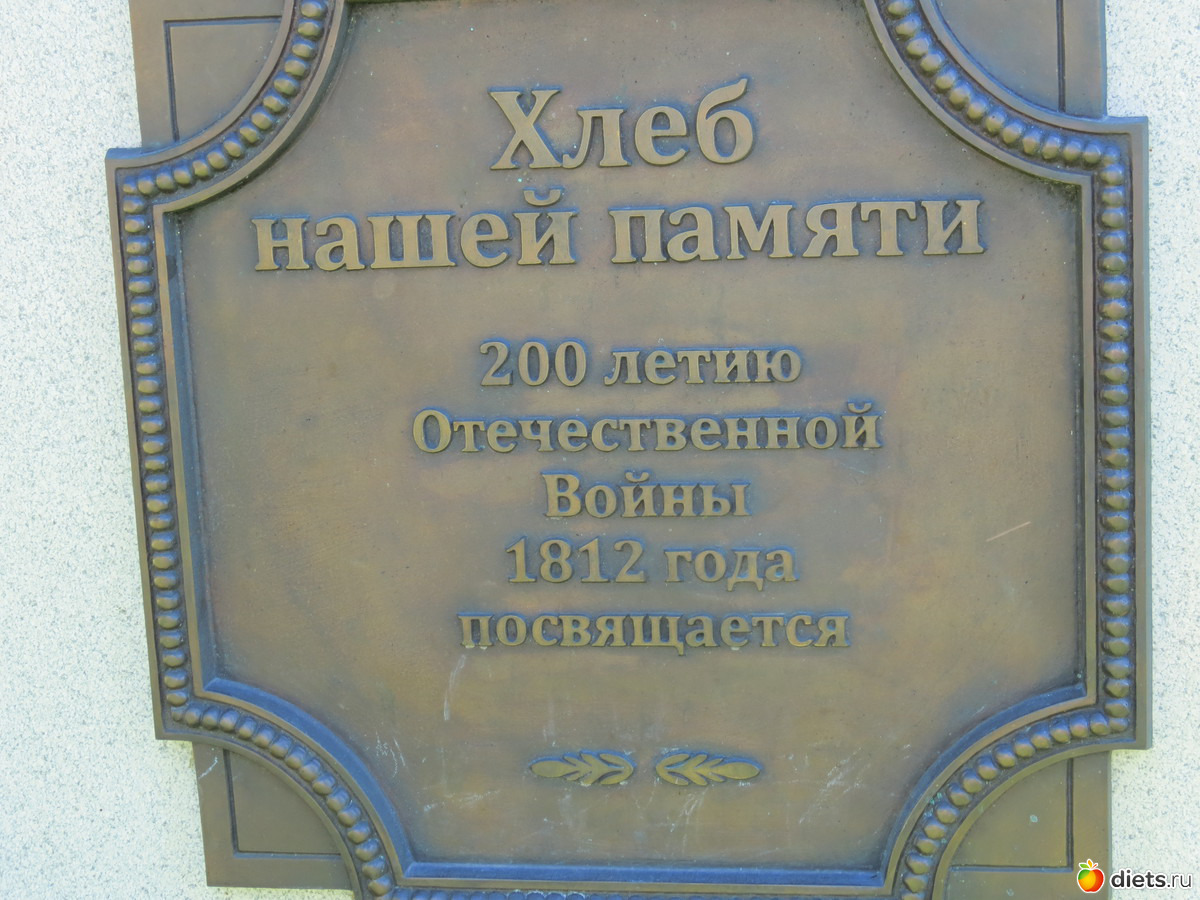 Хлеб
нашей памяти
200 летию
Отечественной
Войны
1812 года
посвящается
diets.ru